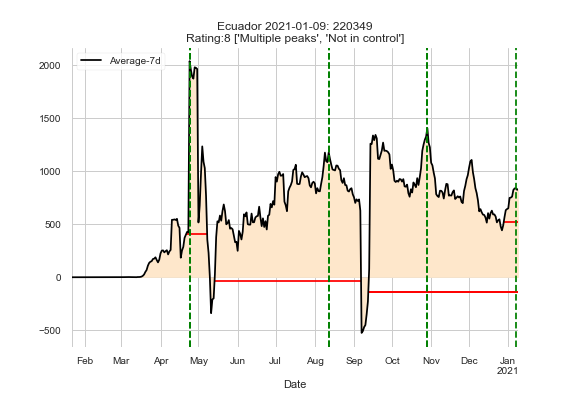 Ecuador 2021-01-09: 220349
Rating:8 ['Multiple peaks', 'Not in control']
Average-7d
2000
1500
1000
500
0
−500
Feb Mar Apr May Jun Jul Aug Sep Oct Nov Dec Jan
2021
Date